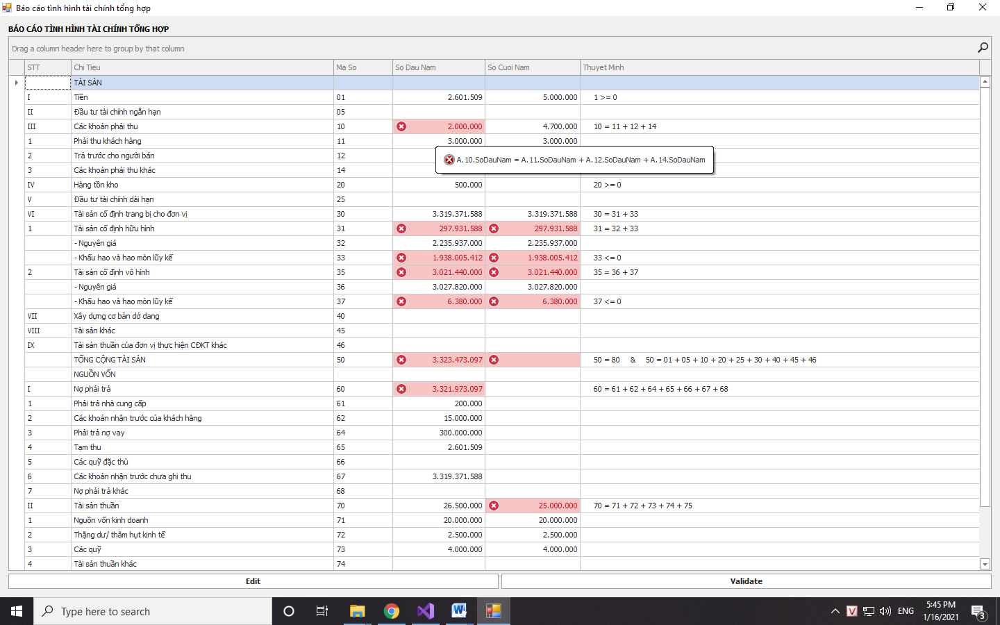 Báo cáo tình hình tài chính tổng hợp
BÁO CÁO TÌNH HÌNH TÀI CHÍNH TỔNG HỢP
Drag a column header here to group by that column
STT Chi Tieu Ma So So Dau Nam So Cuoi Nam Thuyet Minh
TÀI SẢN
I Tiền 01 2.601.509 5.000.000 1 >= 0
II Đầu tư tài chính ngắn hạn 05
III Các khoản phải thu 10 2.000.000 4.700.000 10 = 11 + 12 + 14
1 Phải thu khách hàng 11 3.000.000 3.000.000
2 Trả trước cho người bán 12
A.10.SoDauNam = A.11.SoDauNam + A.12.SoDauNam + A.14.SoDauNam
3 Các khoản phải thu khác 14
IV Hàng tồn kho 20 500.000 20 >= 0
V Đầu tư tài chính dài hạn 25
VI Tài sản cố định trang bị cho đơn vị 30 3.319.371.588 3.319.371.588 30 = 31 + 33
1 Tài sản cố định hữu hình 31 297.931.588 297.931.588 31 = 32 + 33
- Nguyên giá 32 2.235.937.000 2.235.937.000
- Khấu hao và hao mòn lũy kế 33 1.938.005.412 1.938.005.412 33 <= 0
2 Tài sản cố định vô hình 35 3.021.440.000 3.021.440.000 35 = 36 + 37
- Nguyên giá 36 3.027.820.000 3.027.820.000
- Khấu hao và hao mòn lũy kế 37 6.380.000 6.380.000 37 <= 0
VII Xây dựng cơ bản dở dang 40
VIII Tài sản khác 45
IX Tài sản thuần của đơn vị thực hiện CĐKT khác 46
TỔNG CỘNG TÀI SẢN 50 3.323.473.097 50 = 80 & 50 = 01 + 05 + 10 + 20 + 25 + 30 + 40 + 45 + 46
NGUỒN VỐN
I Nợ phải trả 60 3.321.973.097 60 = 61 + 62 + 64 + 65 + 66 + 67 + 68
1 Phải trả nhà cung cấp 61 200.000
2 Các khoản nhận trước của khách hàng 62 15.000.000
3 Phải trả nợ vay 64 300.000.000
4 Tạm thu 65 2.601.509
5 Các quỹ đặc thù 66
6 Các khoản nhận trước chưa ghi thu 67 3.319.371.588
7 Nợ phải trả khác 68
II Tài sản thuần 70 26.500.000 25.000.000 70 = 71 + 72 + 73 + 74 + 75
1 Nguồn vốn kinh doanh 71 20.000.000 20.000.000
2 Thặng dư/ thâm hụt kinh tế 72 2.500.000 2.500.000
3 Các quỹ 73 4.000.000 4.000.000
4 Tài sản thuần khác 74
Edit Validate
Type here to search
ENG
5:45 PM
1/16/2021
3